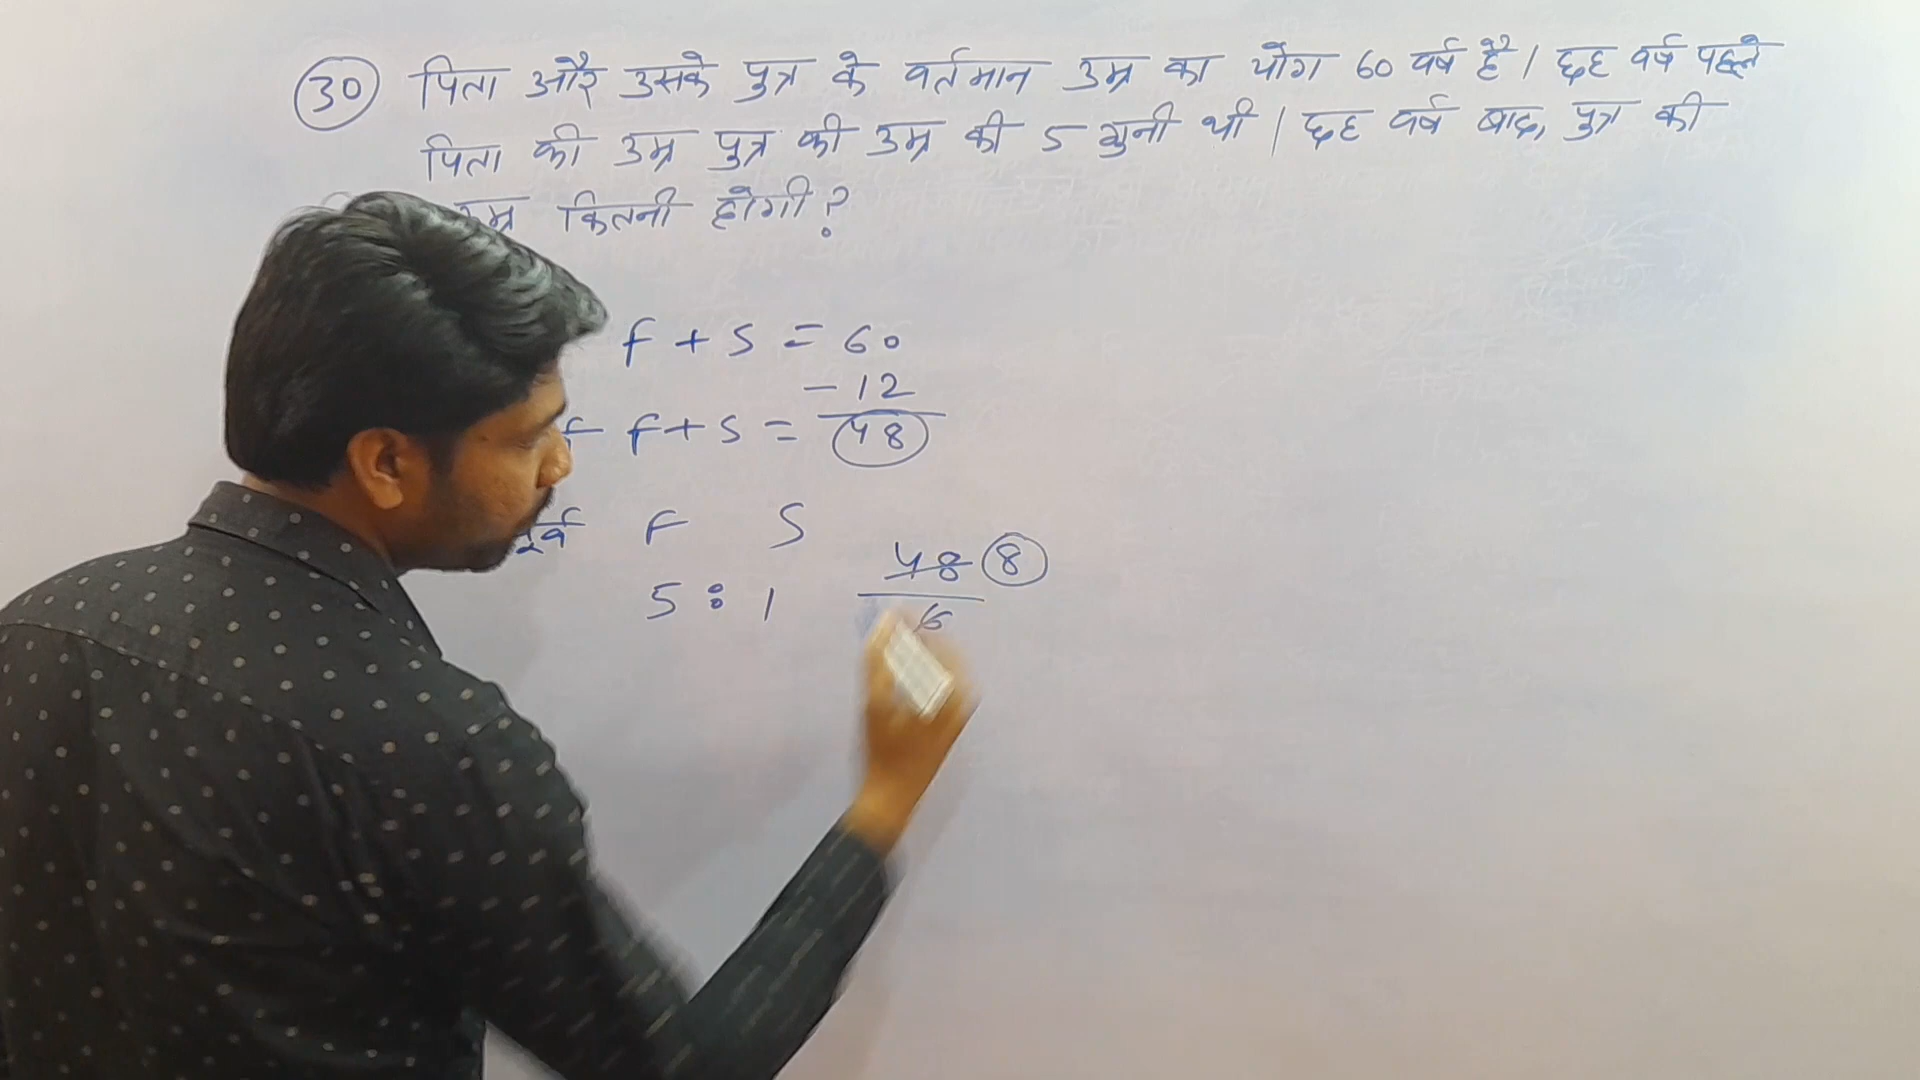 30 पिता और उसके पुत्र के वर्तमान उम्र का योग 60 वर्ष है। छह वर्ष पहले
पिता की उम्र पुत्र की उम्र की 5 गुनी थी। छह वर्ष बाद, पुत्र की
उम्र कितनी होगी?
F + S = 60
- 12
F + S = 48
पूर्व F S
48 8
5 : 1
6